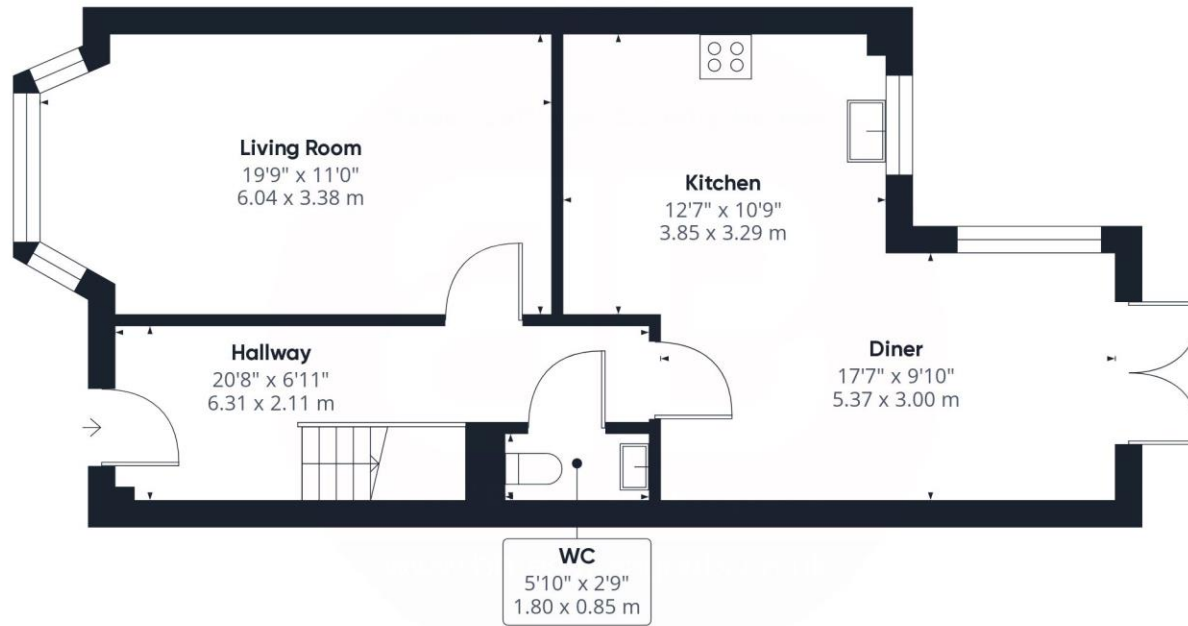 Living Room
19'9" x 11'0"
6.04 x 3.38 m
Kitchen
12'7" x 10'9"
3.85 x 3.29 m
Hallway
20'8" x 6'11"
6.31 x 2.11 m
Diner
17'7" x 9'10"
5.37 x 3.00 m
WC
5'10" x 2'9"
1.80 x 0.85 m